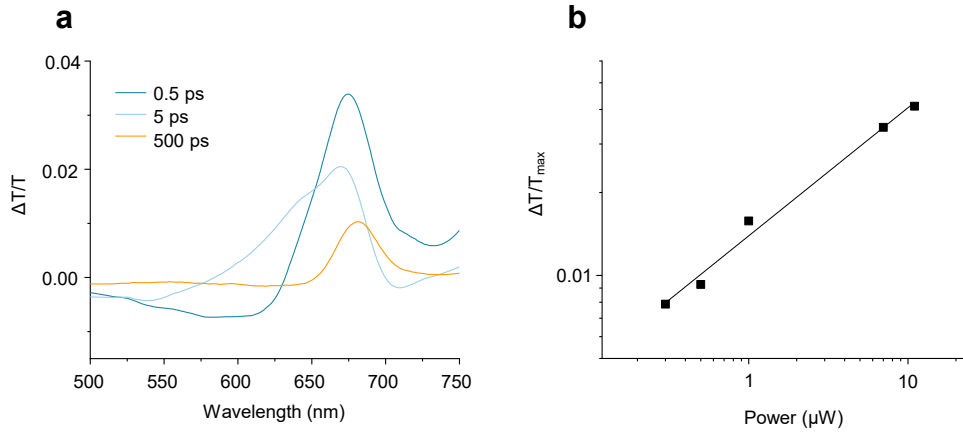 a
0.04
0.02
0.00
ΔT/T
0.5 ps
5 ps
500 ps
500 550 600 650 700 750
Wavelength (nm)
b
ΔT/Tmax
0.01
1 10
Power (µW)